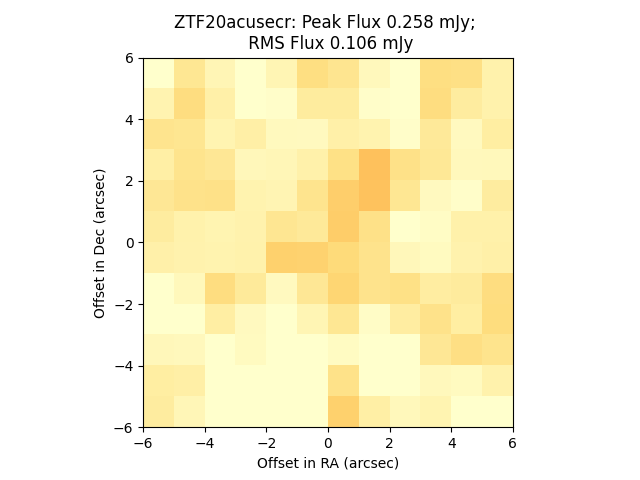 ZTF20acusecr: Peak Flux 0.258 mJy;
RMS Flux 0.106 mJy
6
4
2
0
−2
−4
−6
Offset in Dec (arcsec)
−6 −4 −2 0 2 4 6
Offset in RA (arcsec)